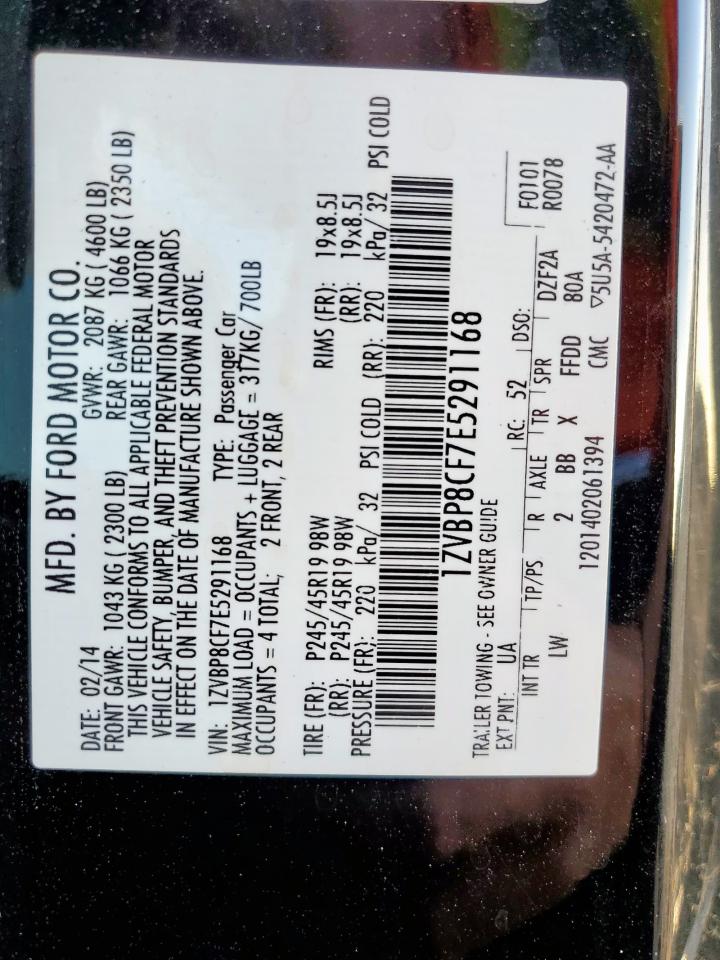 MFD. BY FORD MOTOR CO.
DATE: 02/14 GVWR: 2087 KG ( 4600 LB)
FRONT GAWR: 1043 KG ( 2300 LB) REAR GAWR: 1066 KG ( 2350 LB)
THIS VEHICLE CONFORMS TO ALL APPLICABLE FEDERAL MOTOR
VEHICLE SAFETY, BUMPER, AND THEFT PREVENTION STANDARDS
IN EFFECT ON THE DATE OF MANUFACTURE SHOWN ABOVE.
VIN: 1ZVBP8CF7E5291168 TYPE: Passenger Car
MAXIMUM LOAD = OCCUPANTS + LUGGAGE = 317KG/ 700LB
OCCUPANTS = 4 TOTAL; 2 FRONT, 2 REAR
TIRE (FR): P245/45R19 98W RIMS (FR): 19x8.5J
(RR): P245/45R19 98W (RR): 19x8.5J
PRESSURE (FR): 220 kPa/ 32 PSI COLD (RR): 220 kPa/ 32 PSI COLD
1ZVBP8CF7E5291168
TRAILER TOWING - SEE OWNER GUIDE
EXT PNT: UA RC: 52 DSO: F0101
INT TR TP/PS R AXLE TR SPR R0078
LW 2 BB X FFDD DZF2A 80A
1201402061394 CMC ▽5U5A-5420472-AA